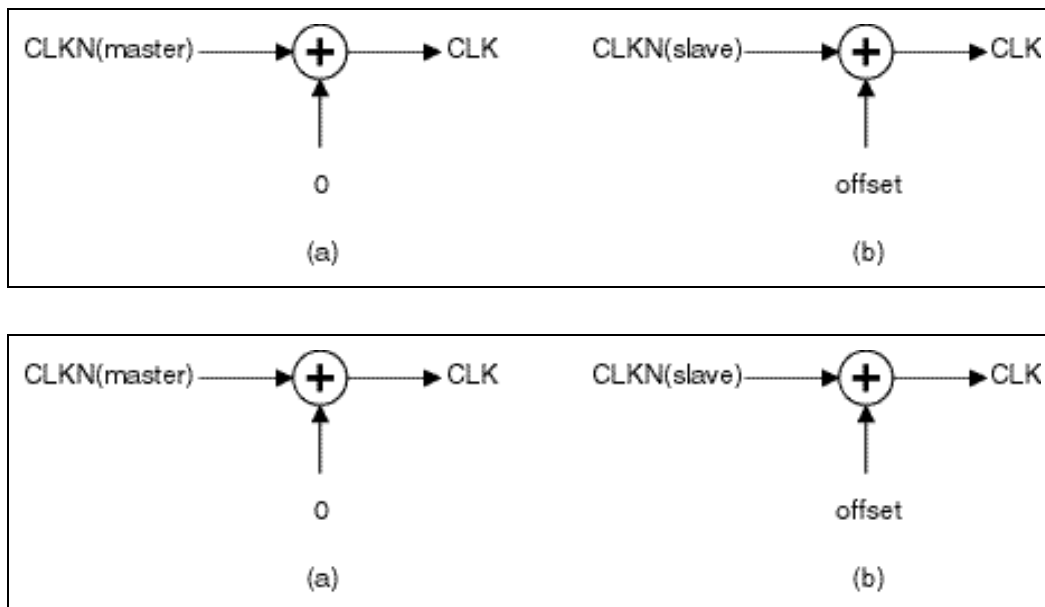 CLKN(master) CLK CLKN(slave) CLK
0 offset
(a) (b)
CLKN(master) CLK CLKN(slave) CLK
0 offset
(a) (b)